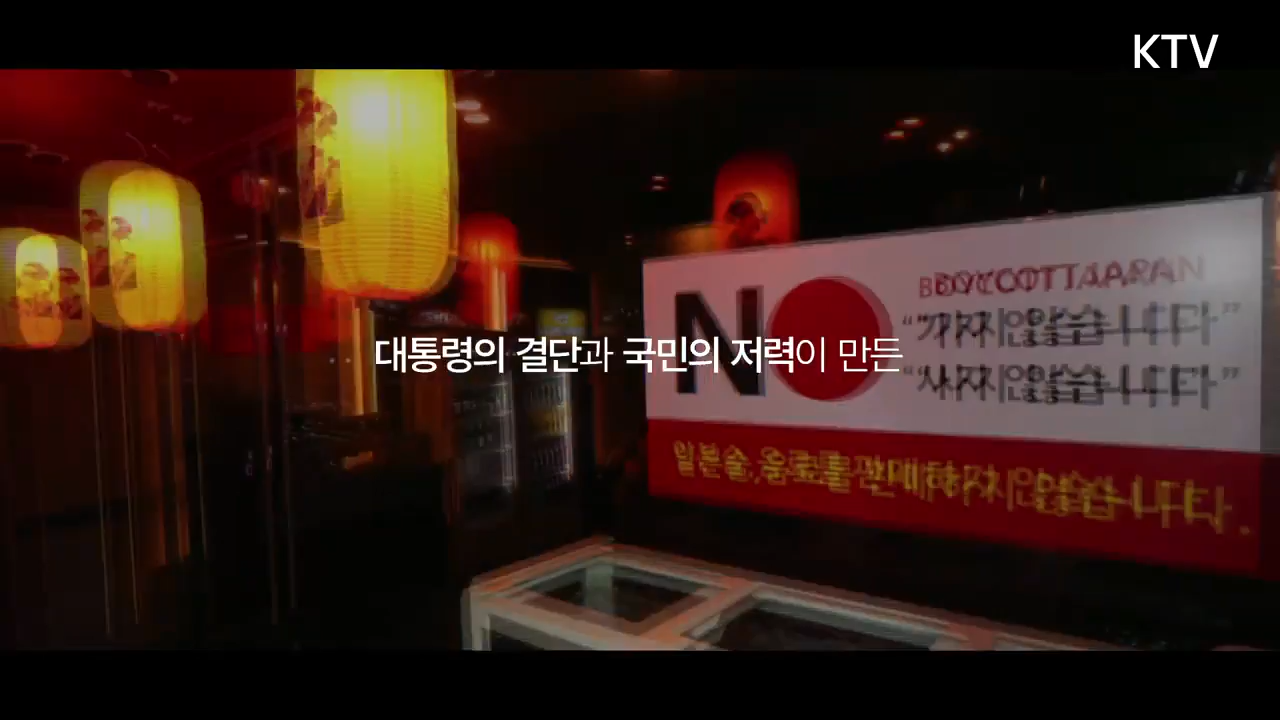 KTV
BOYCOTT JAPAN
NO
“가지 않습니다”
“사지 않습니다”
대통령의 결단과 국민의 저력이 만든
일본술,음료를 판매하지 않습니다.